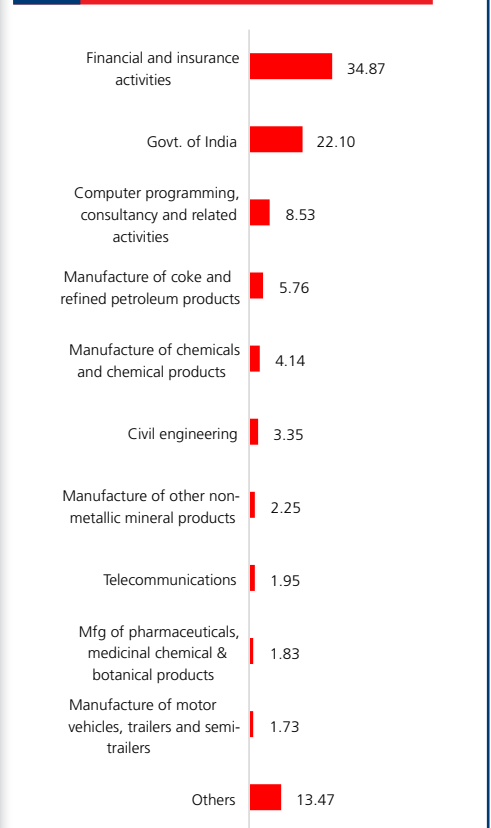 Financial and insurance
activities
34.87
Govt. of India
22.10
Computer programming,
consultancy and related
activities
8.53
Manufacture of coke and
refined petroleum products
5.76
Manufacture of chemicals
and chemical products
4.14
Civil engineering
3.35
Manufacture of other non-
metallic mineral products
2.25
Telecommunications
1.95
Mfg of pharmaceuticals,
medicinal chemical &
botanical products
1.83
Manufacture of motor
vehicles, trailers and semi-
trailers
1.73
Others
13.47